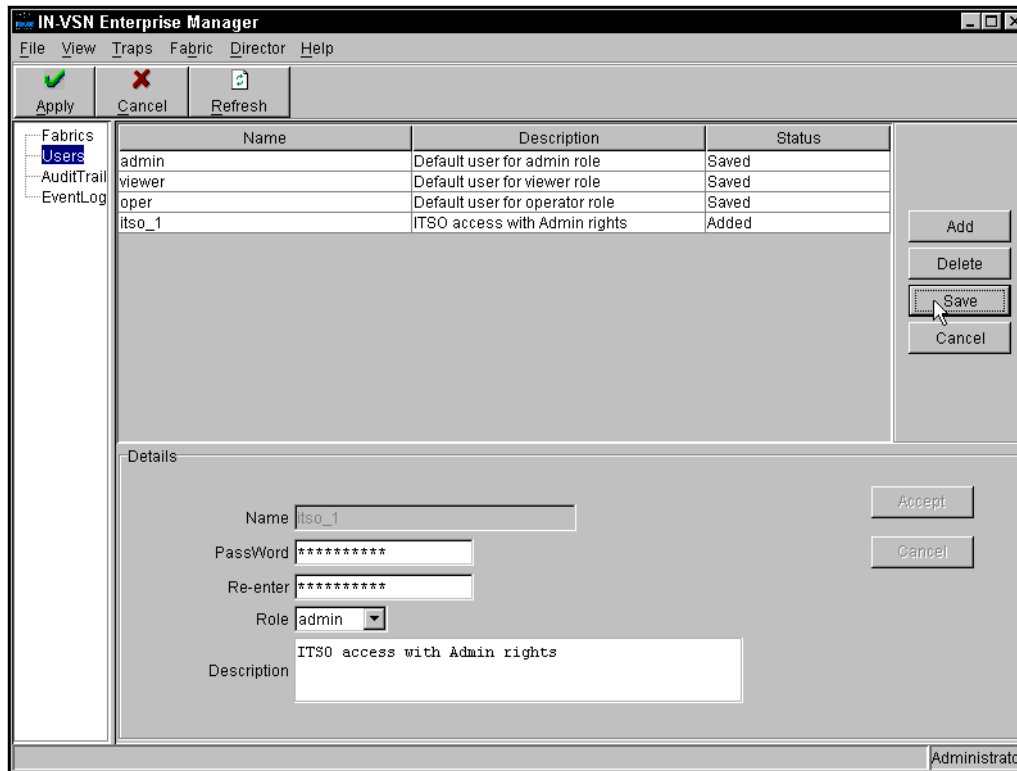 IN-VSN Enterprise Manager
File View Traps Fabric Director Help
Apply Cancel Refresh
Fabrics
Users
AuditTrail
EventLog
Name Description Status
admin Default user for admin role Saved
viewer Default user for viewer role Saved
oper Default user for operator role Saved
itso_1 ITSO access with Admin rights Added
Add
Delete
Save
Cancel
Details
Name itso_1
PassWord **********
Re-enter **********
Role admin
Description ITSO access with Admin rights
Accept
Cancel
Administrato